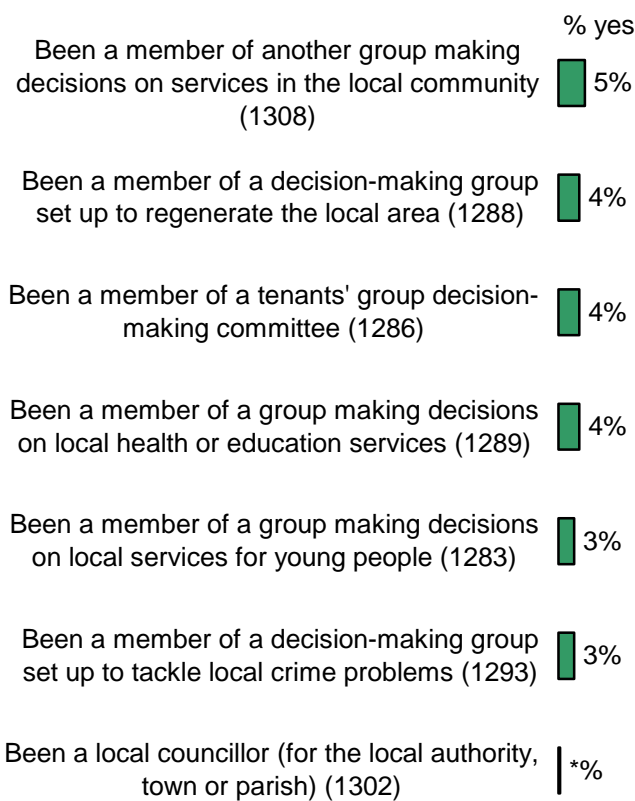 % yes
Been a member of another group making
decisions on services in the local community
(1308)
5%
Been a member of a decision-making group
set up to regenerate the local area (1288)
4%
Been a member of a tenants' group decision-
making committee (1286)
4%
Been a member of a group making decisions
on local health or education services (1289)
4%
Been a member of a group making decisions
on local services for young people (1283)
3%
Been a member of a decision-making group
set up to tackle local crime problems (1293)
3%
Been a local councillor (for the local authority,
town or parish) (1302)
*%